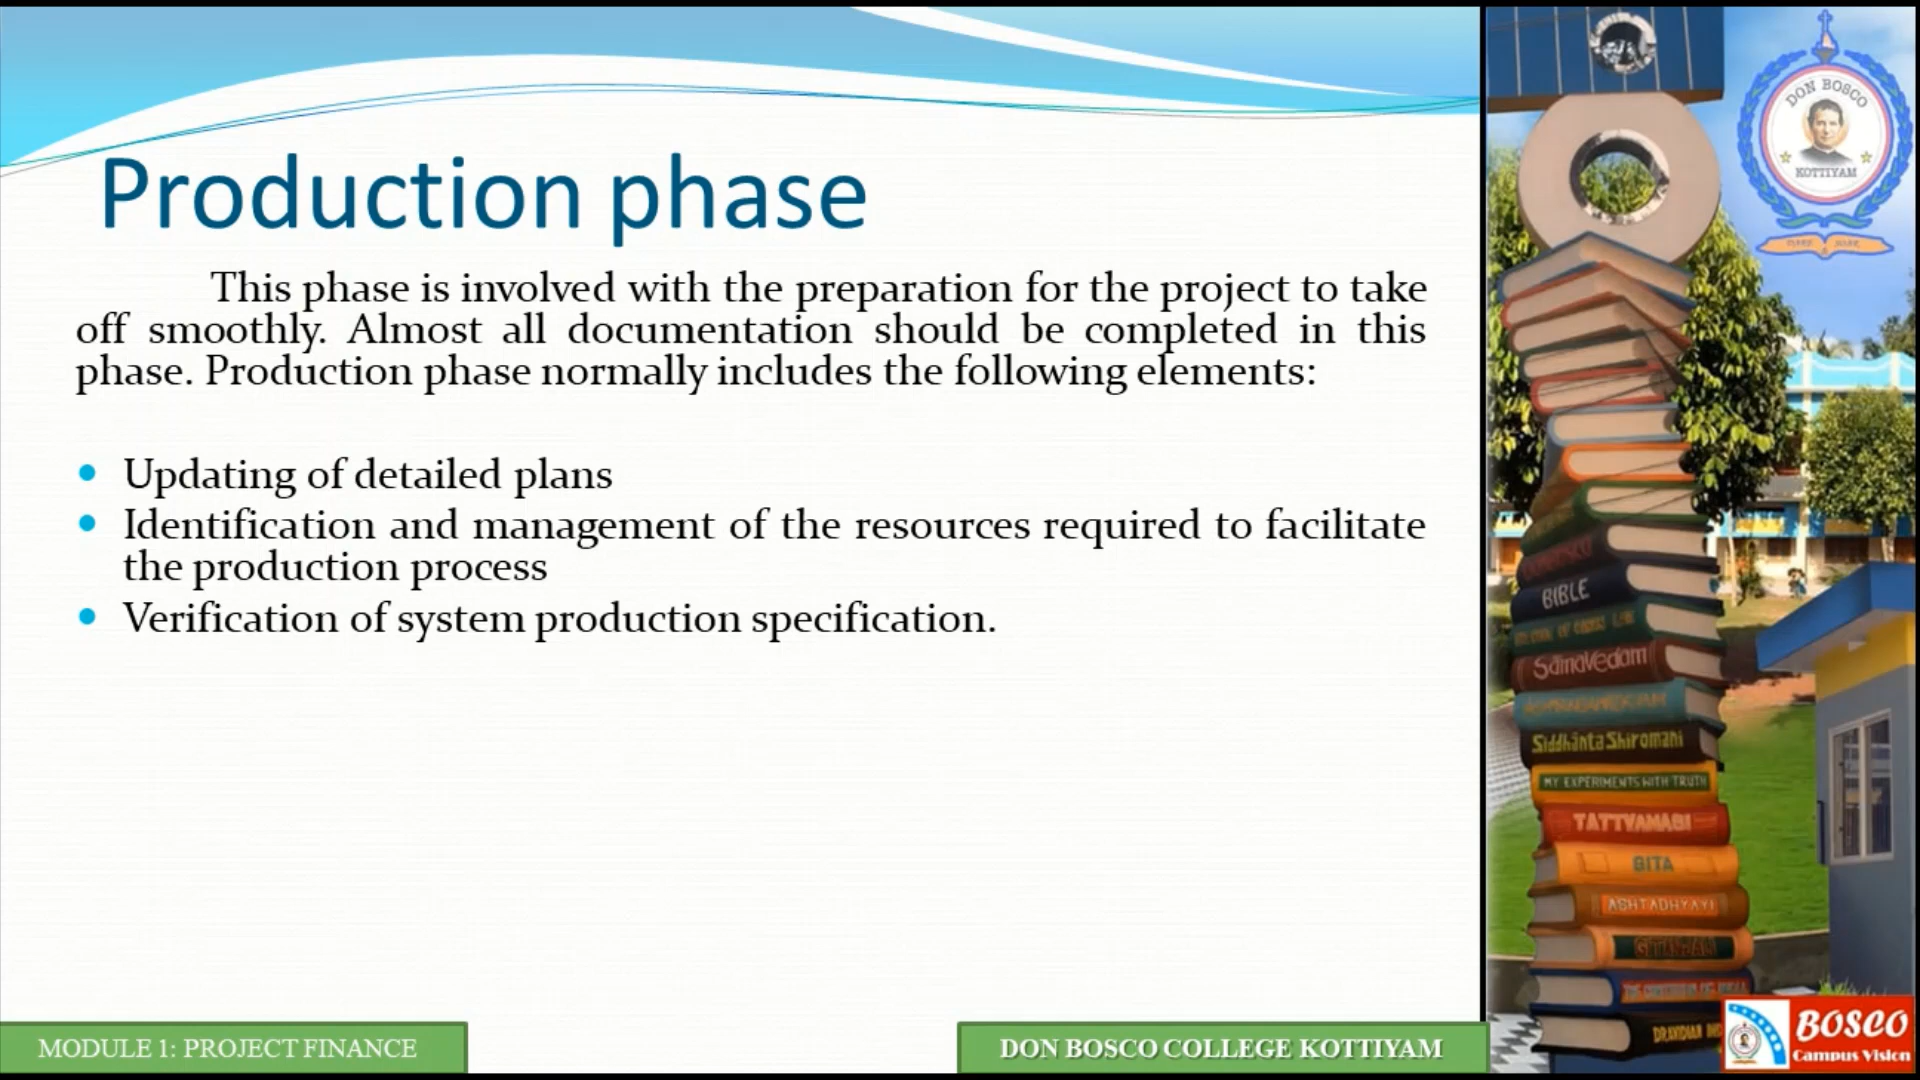 Production phase
This phase is involved with the preparation for the project to take
off smoothly. Almost all documentation should be completed in this
phase. Production phase normally includes the following elements:
Updating of detailed plans
Identification and management of the resources required to facilitate
the production process
Verification of system production specification.
MODULE 1: PROJECT FINANCE
DON BOSCO COLLEGE KOTTIYAM
DON BOSCO
KOTTIYAM
BIBLE
SamaVedam
Siddhānta Shiromani
MY EXPERIMENTS WITH TRUTH
GITA
ASHTADHYAYI
GITANJALI
BOSCO
Campus Vision